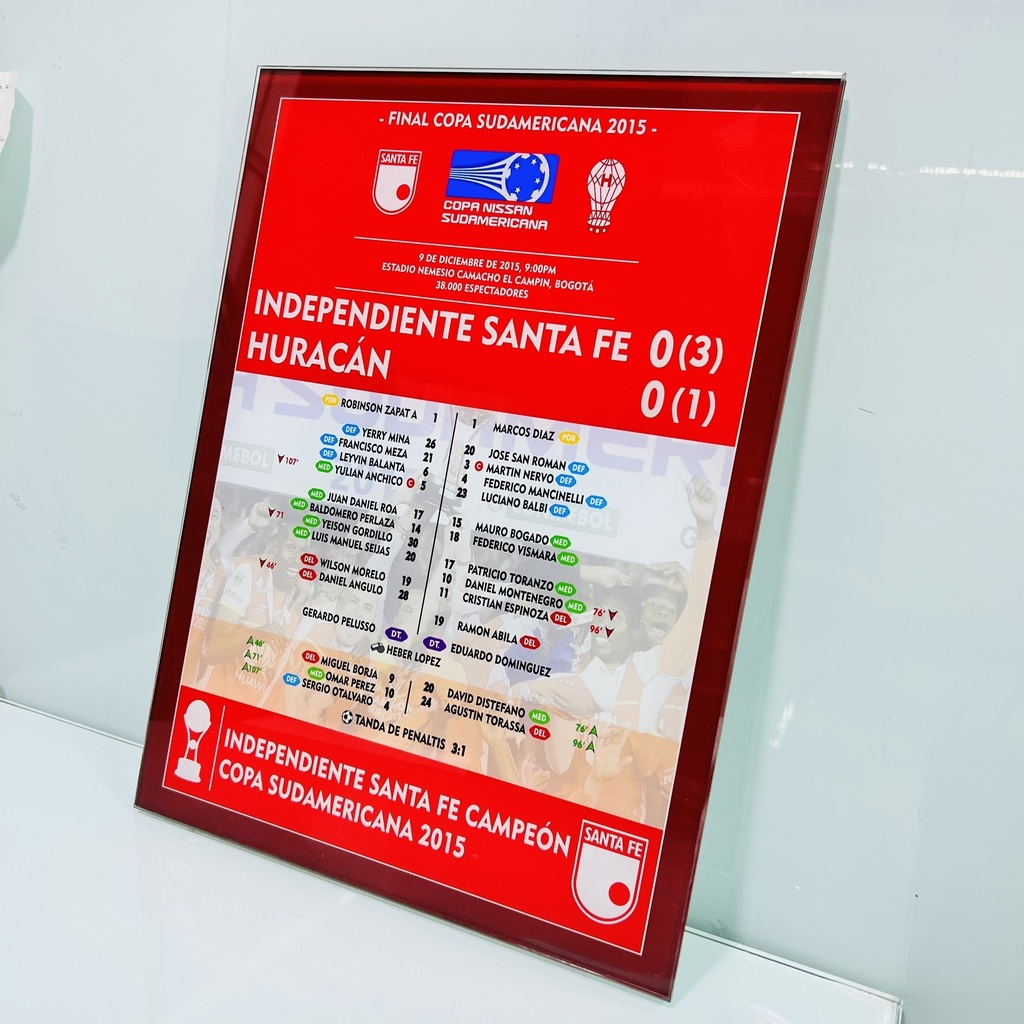 - FINAL COPA SUDAMERICANA 2015 -
SANTA FE
COPA NISSAN
SUDAMERICANA
H
9 DE DICIEMBRE DE 2015, 9:00PM
ESTADIO NEMESIO CAMACHO EL CAMPIN, BOGOTÁ
38.000 ESPECTADORES
INDEPENDIENTE SANTA FE 0 (3)
HURACÁN 0 (1)
POR ROBINSON ZAPAT A 1
DEF YERRY MINA 26
DEF FRANCISCO MEZA 21
DEF LEYVIN BALANTA 6
107' MED YULIAN ANCHICO C 5
MED JUAN DANIEL ROA 17
71 MED BALDOMERO PERLAZA 14
MED YEISON GORDILLO 30
MED LUIS MANUEL SEIJAS 20
46' DEL WILSON MORELO 19
DEL DANIEL ANGULO 28
GERARDO PELUSSO DT.
1 MARCOS DIAZ POR
20 JOSE SAN ROMAN DEF
3 C MARTIN NERVO DEF
4 FEDERICO MANCINELLI DEF
23 LUCIANO BALBI DEF
15 MAURO BOGADO MED
18 FEDERICO VISMARA MED
17 PATRICIO TORANZO MED
10 DANIEL MONTENEGRO MED 76'
11 CRISTIAN ESPINOZA DEL 96'
19 RAMON ABILA DEL
DT. EDUARDO DOMINGUEZ
HEBER LOPEZ
46' DEL MIGUEL BORJA 9
71' MED OMAR PEREZ 10
107' DEF SERGIO OTALVARO 4
20 DAVID DISTEFANO MED 76'
24 AGUSTIN TORASSA DEL 96'
TANDA DE PENALTIS 3:1
INDEPENDIENTE SANTA FE CAMPEÓN
COPA SUDAMERICANA 2015
SANTA FE